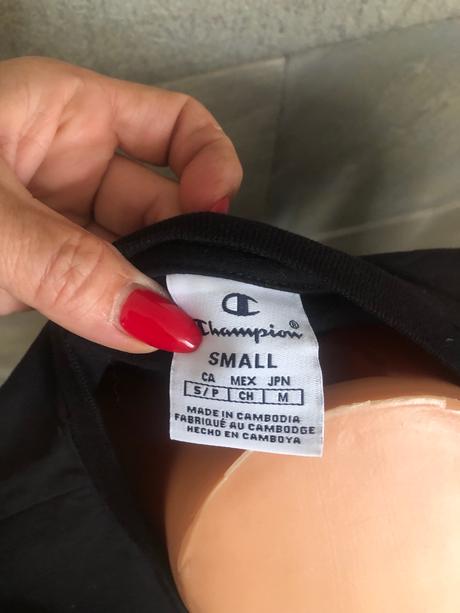 Champion®
SMALL
CA MEX JPN
S/P CH M
MADE IN CAMBODIA
FABRIQUÉ AU CAMBODGE
HECHO EN CAMBOYA